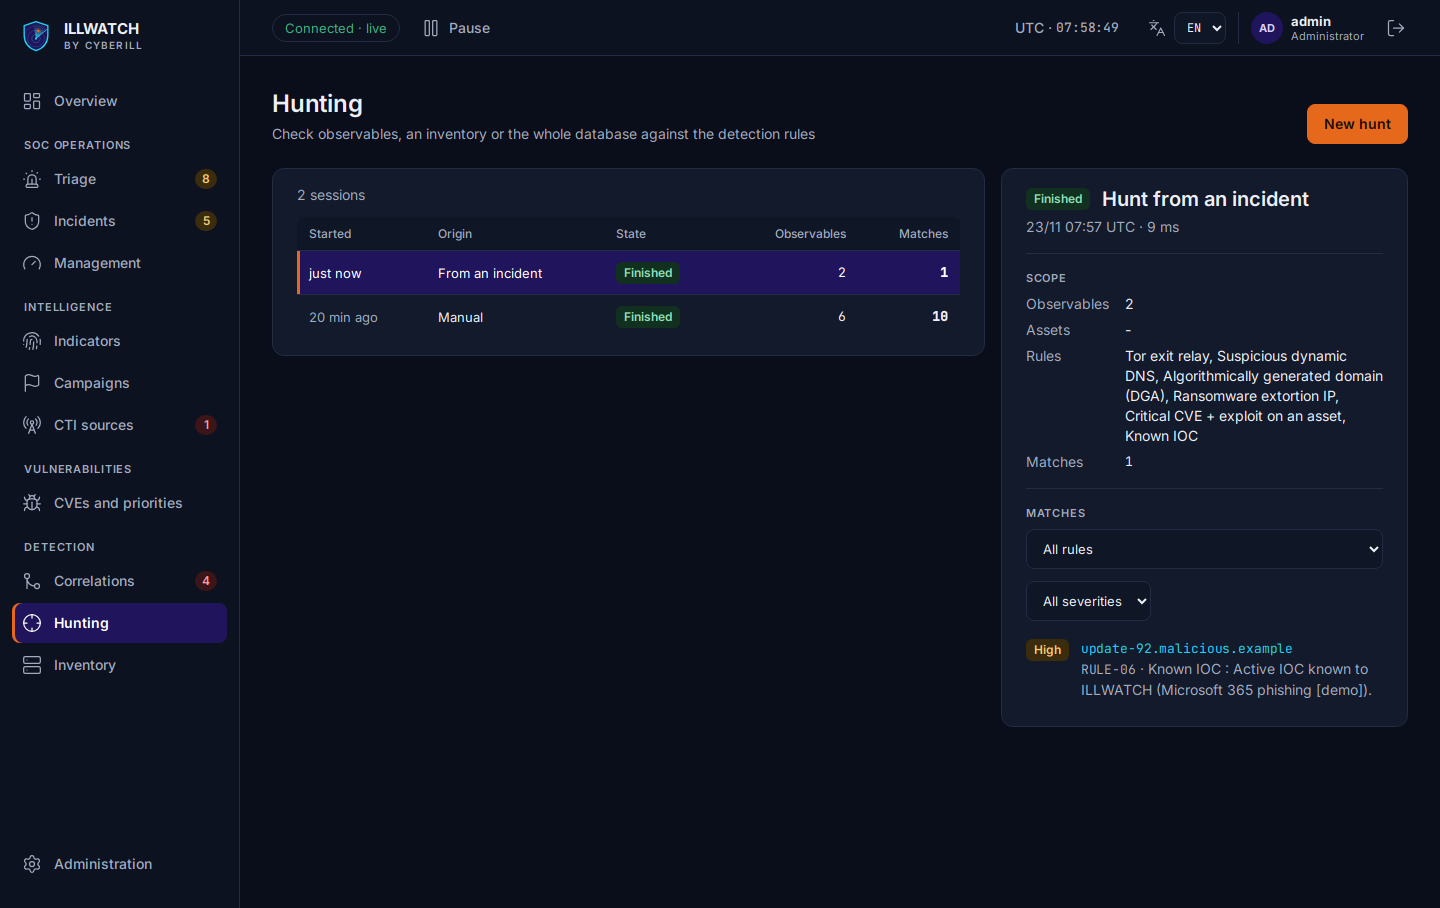 ILLWATCH
BY CYBERILL
Overview
SOC OPERATIONS
Triage 8
Incidents 5
Management
INTELLIGENCE
Indicators
Campaigns
CTI sources 1
VULNERABILITIES
CVEs and priorities
DETECTION
Correlations 4
Hunting
Inventory
Administration
Connected · live
Pause
UTC · 07:58:49
EN
AD
admin
Administrator
Hunting
Check observables, an inventory or the whole database against the detection rules
New hunt
2 sessions
Started Origin State Observables Matches
just now From an incident Finished 2 1
20 min ago Manual Finished 6 10
Finished Hunt from an incident
23/11 07:57 UTC · 9 ms
SCOPE
Observables 2
Assets -
Rules Tor exit relay, Suspicious dynamic
DNS, Algorithmically generated domain
(DGA), Ransomware extortion IP,
Critical CVE + exploit on an asset,
Known IOC
Matches 1
MATCHES
All rules
All severities
High update-92.malicious.example
RULE-06 · Known IOC : Active IOC known to
ILLWATCH (Microsoft 365 phishing [demo]).